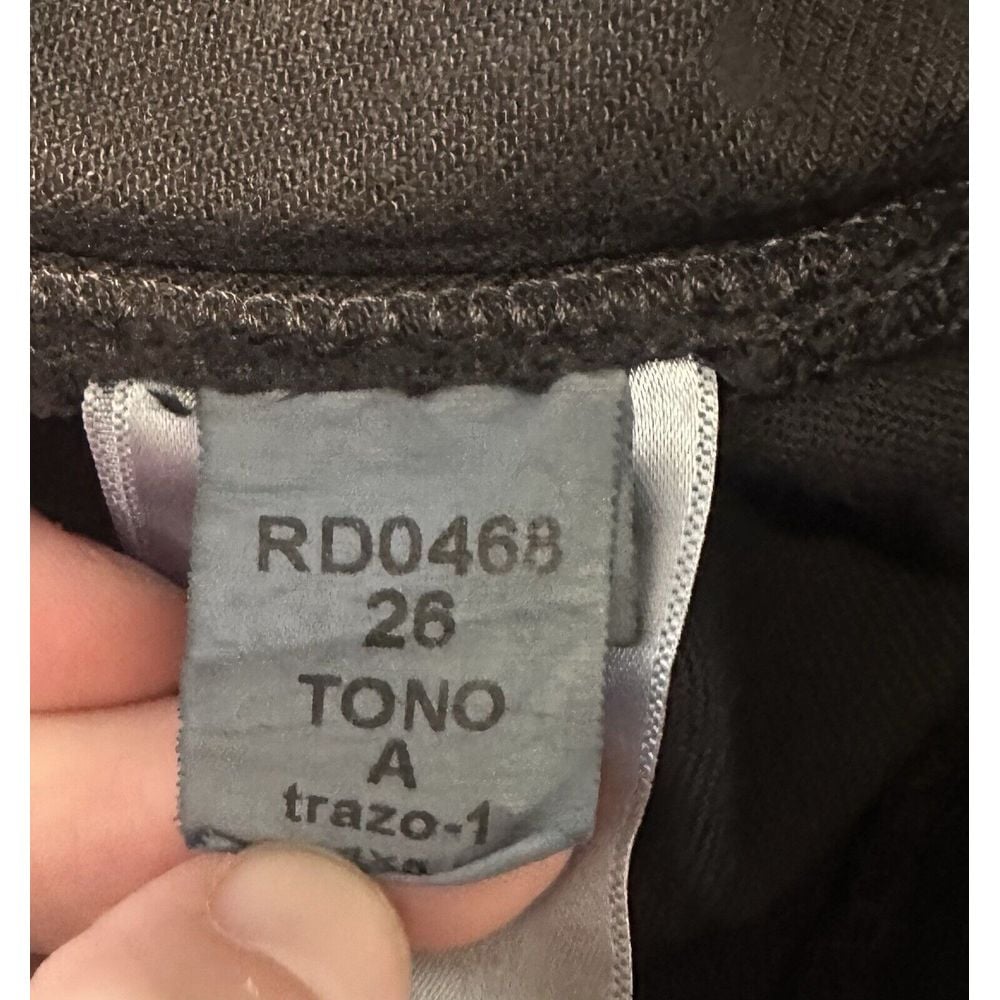 RD0468
26
TONO
A
trazo-1